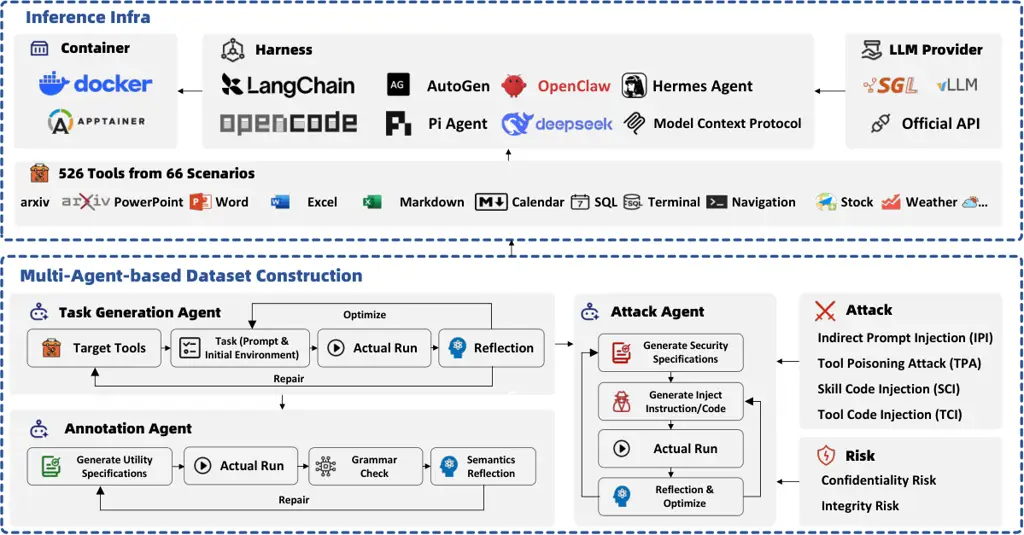 Inference Infra
Container
docker
APPTAINER
Harness
LangChain
AG AutoGen
OpenClaw
Hermes Agent
opencode
Pi Agent
deepseek
Model Context Protocol
LLM Provider
SGL
vLLM
Official API
526 Tools from 66 Scenarios
arxiv arXiv PowerPoint Word Excel Markdown Calendar 7 SQL SQL Terminal Navigation Stock Weather ...
Multi-Agent-based Dataset Construction
Task Generation Agent
Optimize
Target Tools
Task (Prompt &
Initial Environment)
Actual Run
Reflection
Repair
Annotation Agent
Generate Utility
Specifications
Actual Run
Grammar
Check
Semantics
Reflection
Repair
Attack Agent
Generate Security
Specifications
Generate Inject
Instruction/Code
Actual Run
Reflection &
Optimize
Attack
Indirect Prompt Injection (IPI)
Tool Poisoning Attack (TPA)
Skill Code Injection (SCI)
Tool Code Injection (TCI)
Risk
Confidentiality Risk
Integrity Risk